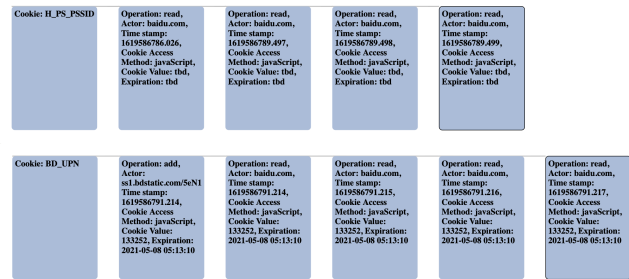 Cookie: H_PS_PSSID
Operation: read,
Actor: baidu.com,
Time stamp:
1619586786.026,
Cookie Access
Method: javaScript,
Cookie Value: tbd,
Expiration: tbd
Operation: read,
Actor: baidu.com,
Time stamp:
1619586789.497,
Cookie Access
Method: javaScript,
Cookie Value: tbd,
Expiration: tbd
Operation: read,
Actor: baidu.com,
Time stamp:
1619586789.498,
Cookie Access
Method: javaScript,
Cookie Value: tbd,
Expiration: tbd
Operation: read,
Actor: baidu.com,
Time stamp:
1619586789.499,
Cookie Access
Method: javaScript,
Cookie Value: tbd,
Expiration: tbd
Cookie: BD_UPN
Operation: add,
Actor:
ss1.bdstatic.com/5eN1
Time stamp:
1619586791.214,
Cookie Access
Method: javaScript,
Cookie Value:
133252, Expiration:
2021-05-08 05:13:10
Operation: read,
Actor: baidu.com,
Time stamp:
1619586791.214,
Cookie Access
Method: javaScript,
Cookie Value:
133252, Expiration:
2021-05-08 05:13:10
Operation: read,
Actor: baidu.com,
Time stamp:
1619586791.215,
Cookie Access
Method: javaScript,
Cookie Value:
133252, Expiration:
2021-05-08 05:13:10
Operation: read,
Actor: baidu.com,
Time stamp:
1619586791.216,
Cookie Access
Method: javaScript,
Cookie Value:
133252, Expiration:
2021-05-08 05:13:10
Operation: read,
Actor: baidu.com,
Time stamp:
1619586791.217,
Cookie Access
Method: javaScript,
Cookie Value:
133252, Expiration:
2021-05-08 05:13:10